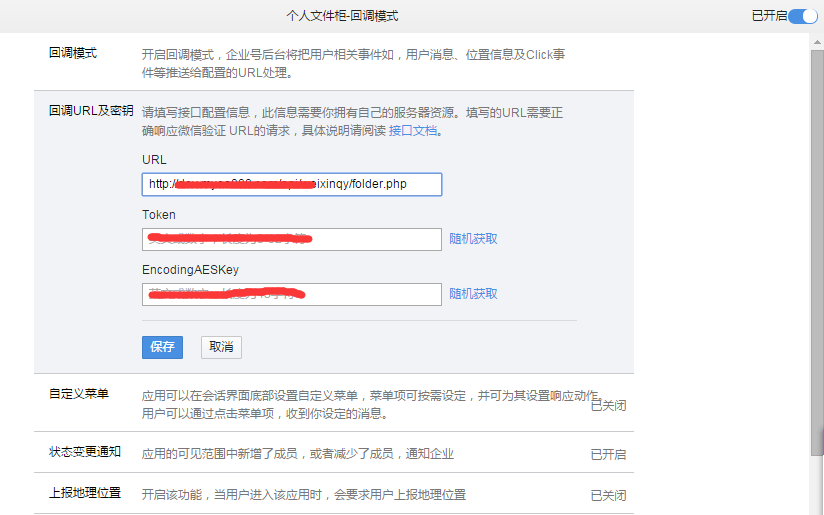 个人文件柜-回调模式
已开启
回调模式
开启回调模式，企业号后台将把用户相关事件如，用户消息、位置信息及Click事
件等推送给配置的URL处理。
回调URL及密钥
请填写接口配置信息，此信息需要你拥有自己的服务器资源。填写的URL需要正
确响应微信验证 URL的请求，具体说明请阅读 接口文档。
URL
http:/
eixinqy/folder.php
Token
随机获取
EncodingAESKey
随机获取
保存
取消
自定义菜单
应用可以在会话界面底部设置自定义菜单，菜单项可按需设定，并可为其设置响应动作。
用户可以通过点击菜单项，收到你设定的消息。
已关闭
状态变更通知
应用的可见范围中新增了成员，或者减少了成员，通知企业
已开启
上报地理位置
开启该功能，当用户进入该应用时，会要求用户上报地理位置
已关闭